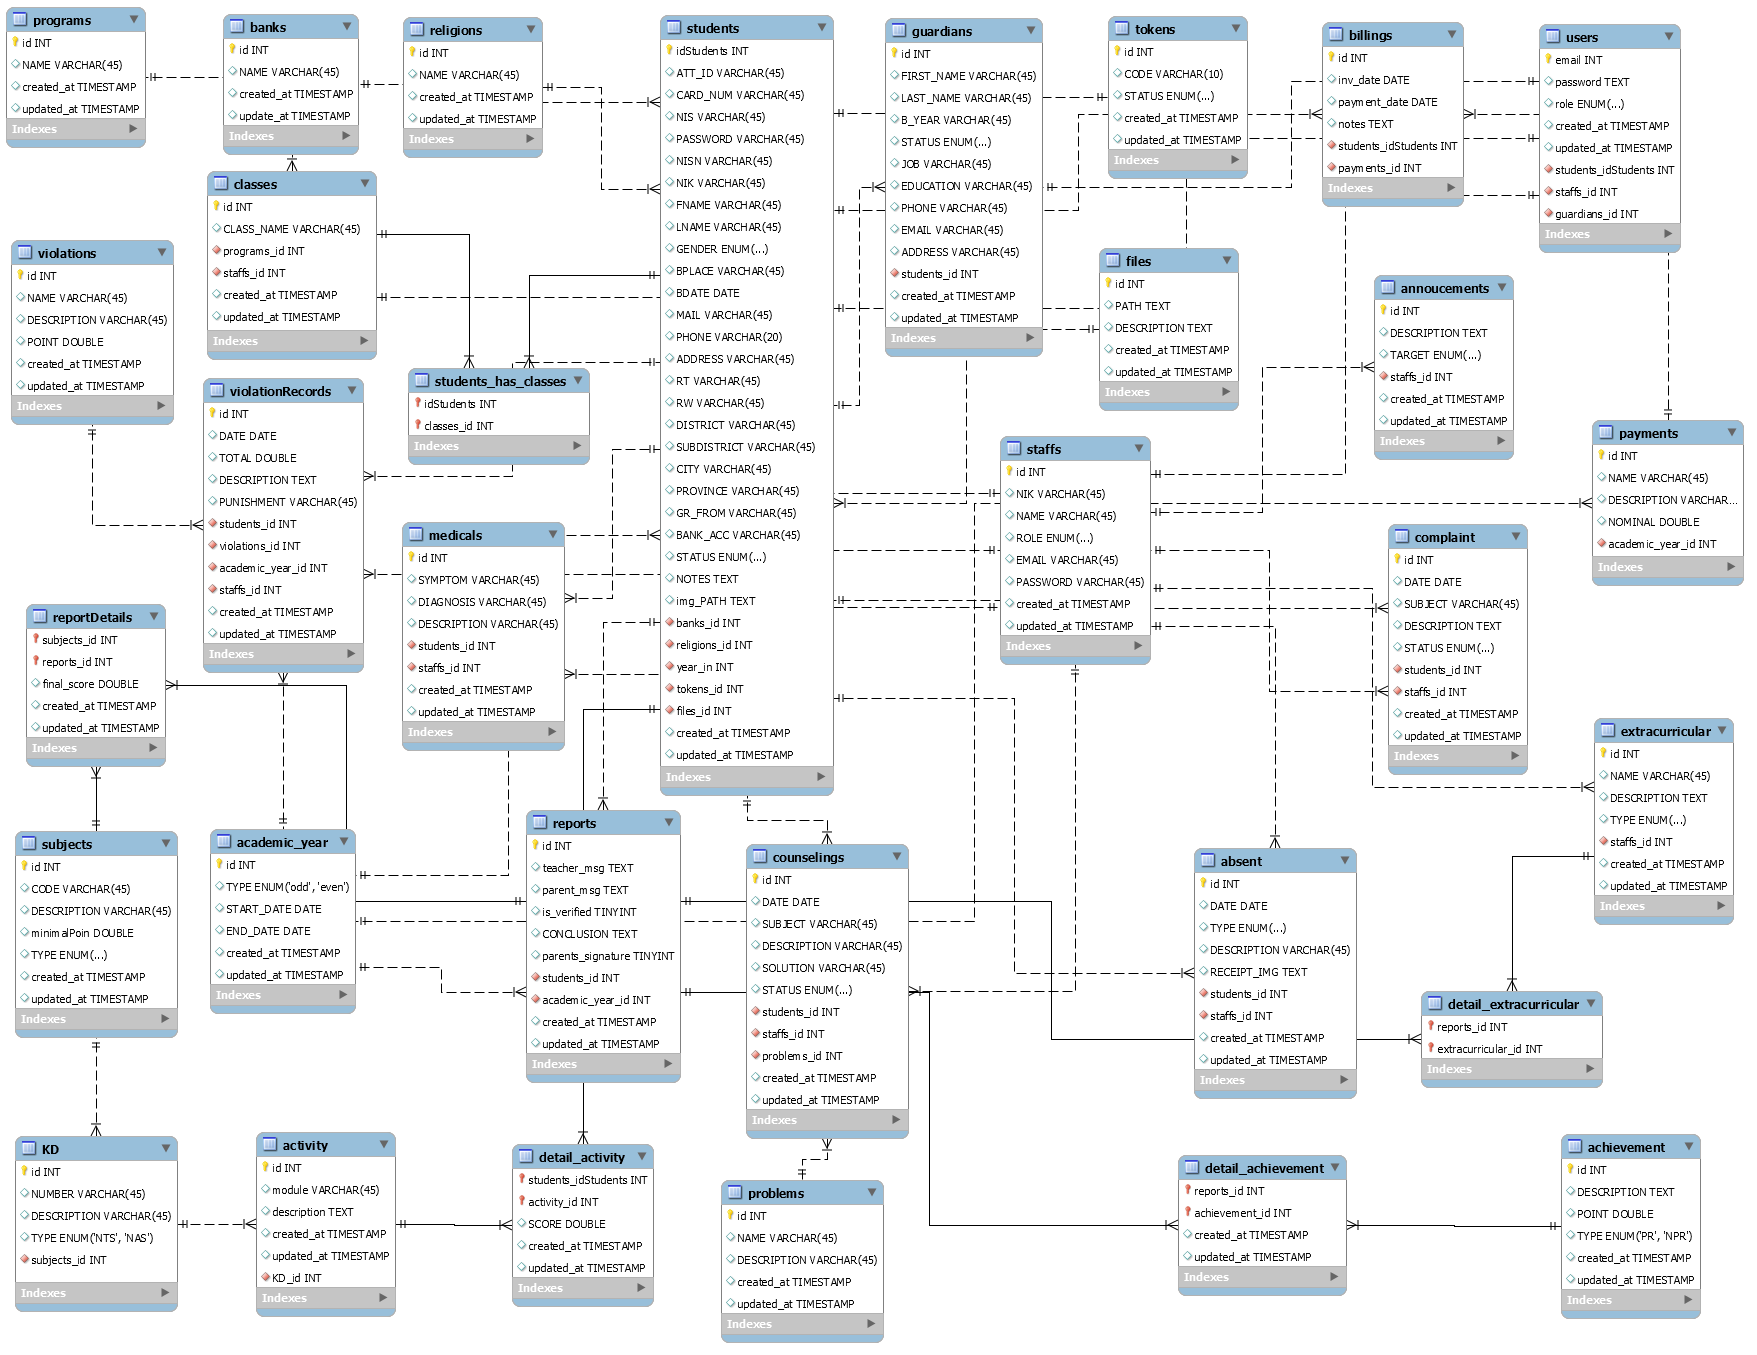 programs
id INT
NAME VARCHAR(45)
created_at TIMESTAMP
updated_at TIMESTAMP
Indexes
banks
id INT
NAME VARCHAR(45)
created_at TIMESTAMP
update_at TIMESTAMP
Indexes
religions
id INT
NAME VARCHAR(45)
created_at TIMESTAMP
updated_at TIMESTAMP
Indexes
students
idStudents INT
ATT_ID VARCHAR(45)
CARD_NUM VARCHAR(45)
NIS VARCHAR(45)
PASSWORD VARCHAR(45)
NISN VARCHAR(45)
NIK VARCHAR(45)
FNAME VARCHAR(45)
LNAME VARCHAR(45)
GENDER ENUM(...)
BPLACE VARCHAR(45)
BDATE DATE
MAIL VARCHAR(45)
PHONE VARCHAR(20)
ADDRESS VARCHAR(45)
RT VARCHAR(45)
RW VARCHAR(45)
DISTRICT VARCHAR(45)
SUBDISTRICT VARCHAR(45)
CITY VARCHAR(45)
PROVINCE VARCHAR(45)
GR_FROM VARCHAR(45)
BANK_ACC VARCHAR(45)
STATUS ENUM(...)
NOTES TEXT
img_PATH TEXT
banks_id INT
religions_id INT
year_in INT
tokens_id INT
files_id INT
created_at TIMESTAMP
updated_at TIMESTAMP
Indexes
guardians
id INT
FIRST_NAME VARCHAR(45)
LAST_NAME VARCHAR(45)
B_YEAR VARCHAR(45)
STATUS ENUM(...)
JOB VARCHAR(45)
EDUCATION VARCHAR(45)
PHONE VARCHAR(45)
EMAIL VARCHAR(45)
ADDRESS VARCHAR(45)
students_id INT
created_at TIMESTAMP
updated_at TIMESTAMP
Indexes
tokens
id INT
CODE VARCHAR(10)
STATUS ENUM(...)
created_at TIMESTAMP
updated_at TIMESTAMP
Indexes
billings
id INT
inv_date DATE
payment_date DATE
notes TEXT
students_idStudents INT
payments_id INT
Indexes
users
email INT
password TEXT
role ENUM(...)
created_at TIMESTAMP
updated_at TIMESTAMP
students_idStudents INT
staffs_id INT
guardians_id INT
Indexes
classes
id INT
CLASS_NAME VARCHAR(45)
programs_id INT
staffs_id INT
created_at TIMESTAMP
updated_at TIMESTAMP
Indexes
violations
id INT
NAME VARCHAR(45)
DESCRIPTION VARCHAR(45)
POINT DOUBLE
created_at TIMESTAMP
updated_at TIMESTAMP
Indexes
files
id INT
PATH TEXT
DESCRIPTION TEXT
created_at TIMESTAMP
updated_at TIMESTAMP
Indexes
annoucements
id INT
DESCRIPTION TEXT
TARGET ENUM(...)
staffs_id INT
created_at TIMESTAMP
updated_at TIMESTAMP
Indexes
violationRecords
id INT
DATE DATE
TOTAL DOUBLE
DESCRIPTION TEXT
PUNISHMENT VARCHAR(45)
students_id INT
violations_id INT
academic_year_id INT
staffs_id INT
created_at TIMESTAMP
updated_at TIMESTAMP
Indexes
students_has_classes
idStudents INT
classes_id INT
Indexes
staffs
id INT
NIK VARCHAR(45)
NAME VARCHAR(45)
ROLE ENUM(...)
EMAIL VARCHAR(45)
PASSWORD VARCHAR(45)
created_at TIMESTAMP
updated_at TIMESTAMP
Indexes
payments
id INT
NAME VARCHAR(45)
DESCRIPTION VARCHAR...
NOMINAL DOUBLE
academic_year_id INT
Indexes
medicals
id INT
SYMPTOM VARCHAR(45)
DIAGNOSIS VARCHAR(45)
DESCRIPTION VARCHAR(45)
students_id INT
staffs_id INT
created_at TIMESTAMP
updated_at TIMESTAMP
Indexes
complaint
id INT
DATE DATE
SUBJECT VARCHAR(45)
DESCRIPTION TEXT
STATUS ENUM(...)
students_id INT
staffs_id INT
created_at TIMESTAMP
updated_at TIMESTAMP
Indexes
reportDetails
subjects_id INT
reports_id INT
final_score DOUBLE
created_at TIMESTAMP
updated_at TIMESTAMP
Indexes
extracurricular
id INT
NAME VARCHAR(45)
DESCRIPTION TEXT
TYPE ENUM(...)
staffs_id INT
created_at TIMESTAMP
updated_at TIMESTAMP
Indexes
subjects
id INT
CODE VARCHAR(45)
DESCRIPTION VARCHAR(45)
minimalPoin DOUBLE
TYPE ENUM(...)
created_at TIMESTAMP
updated_at TIMESTAMP
Indexes
academic_year
id INT
TYPE ENUM('odd', 'even')
START_DATE DATE
END_DATE DATE
created_at TIMESTAMP
updated_at TIMESTAMP
Indexes
reports
id INT
teacher_msg TEXT
parent_msg TEXT
is_verified TINYINT
CONCLUSION TEXT
parents_signature TINYINT
students_id INT
academic_year_id INT
created_at TIMESTAMP
updated_at TIMESTAMP
Indexes
counselings
id INT
DATE DATE
SUBJECT VARCHAR(45)
DESCRIPTION VARCHAR(45)
SOLUTION VARCHAR(45)
STATUS ENUM(...)
students_id INT
staffs_id INT
problems_id INT
created_at TIMESTAMP
updated_at TIMESTAMP
Indexes
absent
id INT
DATE DATE
TYPE ENUM(...)
DESCRIPTION VARCHAR(45)
RECEIPT_IMG TEXT
students_id INT
staffs_id INT
created_at TIMESTAMP
updated_at TIMESTAMP
Indexes
detail_extracurricular
reports_id INT
extracurricular_id INT
Indexes
KD
id INT
NUMBER VARCHAR(45)
DESCRIPTION VARCHAR(45)
TYPE ENUM('NTS', 'NAS')
subjects_id INT
Indexes
activity
id INT
module VARCHAR(45)
description TEXT
created_at TIMESTAMP
updated_at TIMESTAMP
KD_id INT
Indexes
detail_activity
students_idStudents INT
activity_id INT
SCORE DOUBLE
created_at TIMESTAMP
updated_at TIMESTAMP
Indexes
problems
id INT
NAME VARCHAR(45)
DESCRIPTION VARCHAR(45)
created_at TIMESTAMP
updated_at TIMESTAMP
Indexes
detail_achievement
reports_id INT
achievement_id INT
created_at TIMESTAMP
updated_at TIMESTAMP
Indexes
achievement
id INT
DESCRIPTION TEXT
POINT DOUBLE
TYPE ENUM('PR', 'NPR')
created_at TIMESTAMP
updated_at TIMESTAMP
Indexes